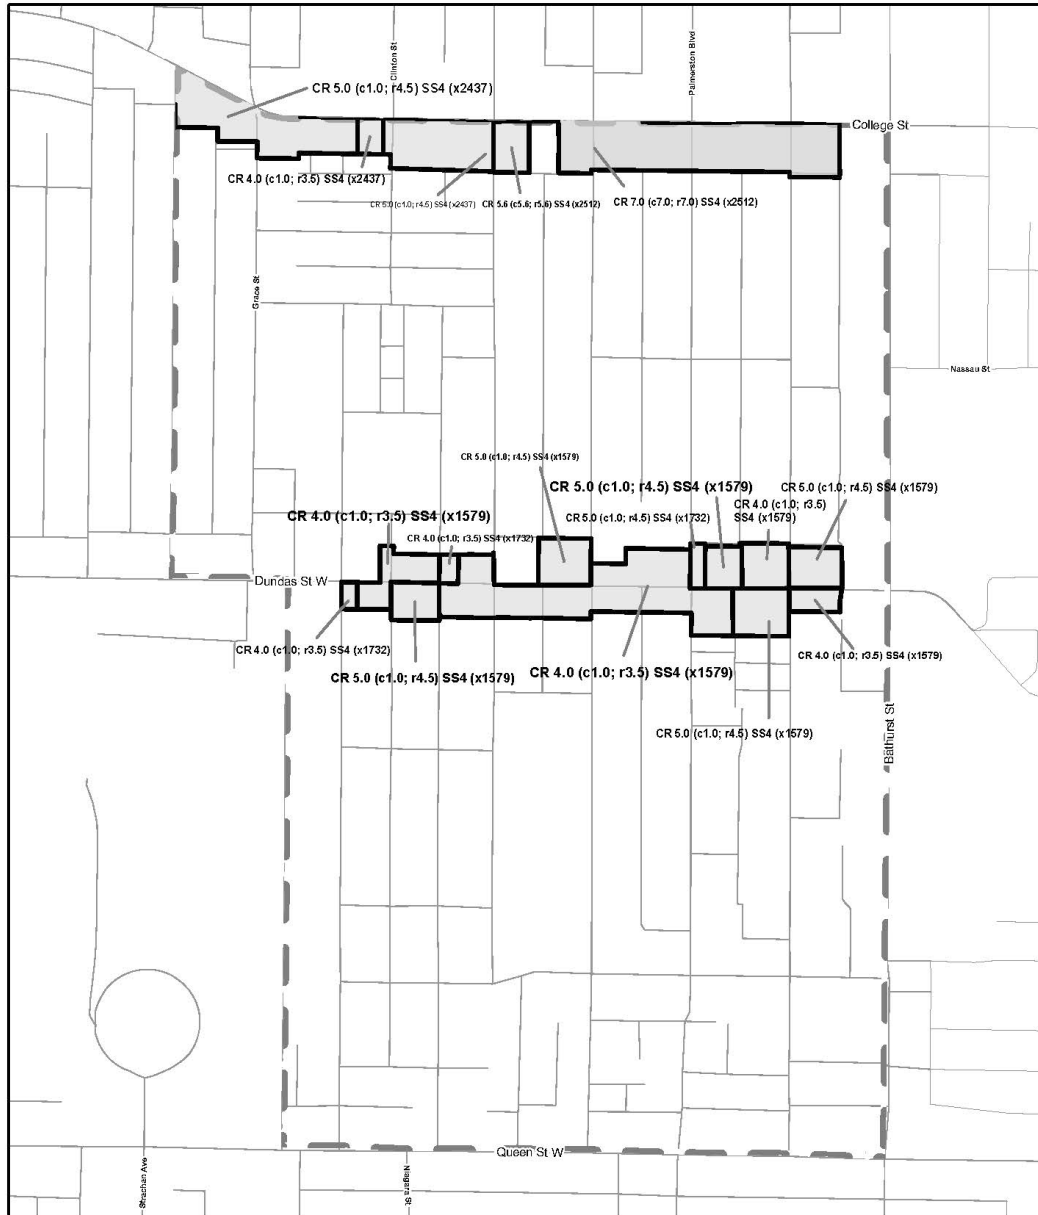 Clinton St
Palmerston Blvd
CR 5.0 (c1.0; r4.5) SS4 (x2437)
College St
CR 4.0 (c1.0; r3.5) SS4 (x2437)
CR 5.0 (c1.0; r4.5) SS4 (x2437)
CR 5.6 (c5.6; r5.6) SS4 (x2512)
CR 7.0 (c7.0; r7.0) SS4 (x2512)
Grace St
Nassau St
CR 5.0 (c1.0; r4.5) SS4 (x1579)
CR 5.0 (c1.0; r4.5) SS4 (x1579)
CR 5.0 (c1.0; r4.5) SS4 (x1579)
CR 4.0 (c1.0; r3.5)
SS4 (x1579)
CR 4.0 (c1.0; r3.5) SS4 (x1579)
CR 5.0 (c1.0; r4.5) SS4 (x1732)
CR 4.0 (c1.0; r3.5) SS4 (x1732)
Dundas St W
CR 4.0 (c1.0; r3.5) SS4 (x1732)
CR 4.0 (c1.0; r3.5) SS4 (x1579)
CR 5.0 (c1.0; r4.5) SS4 (x1579)
CR 4.0 (c1.0; r3.5) SS4 (x1579)
CR 5.0 (c1.0; r4.5) SS4 (x1579)
Bathurst St
Queen St W
Strachan Ave
Niagara St